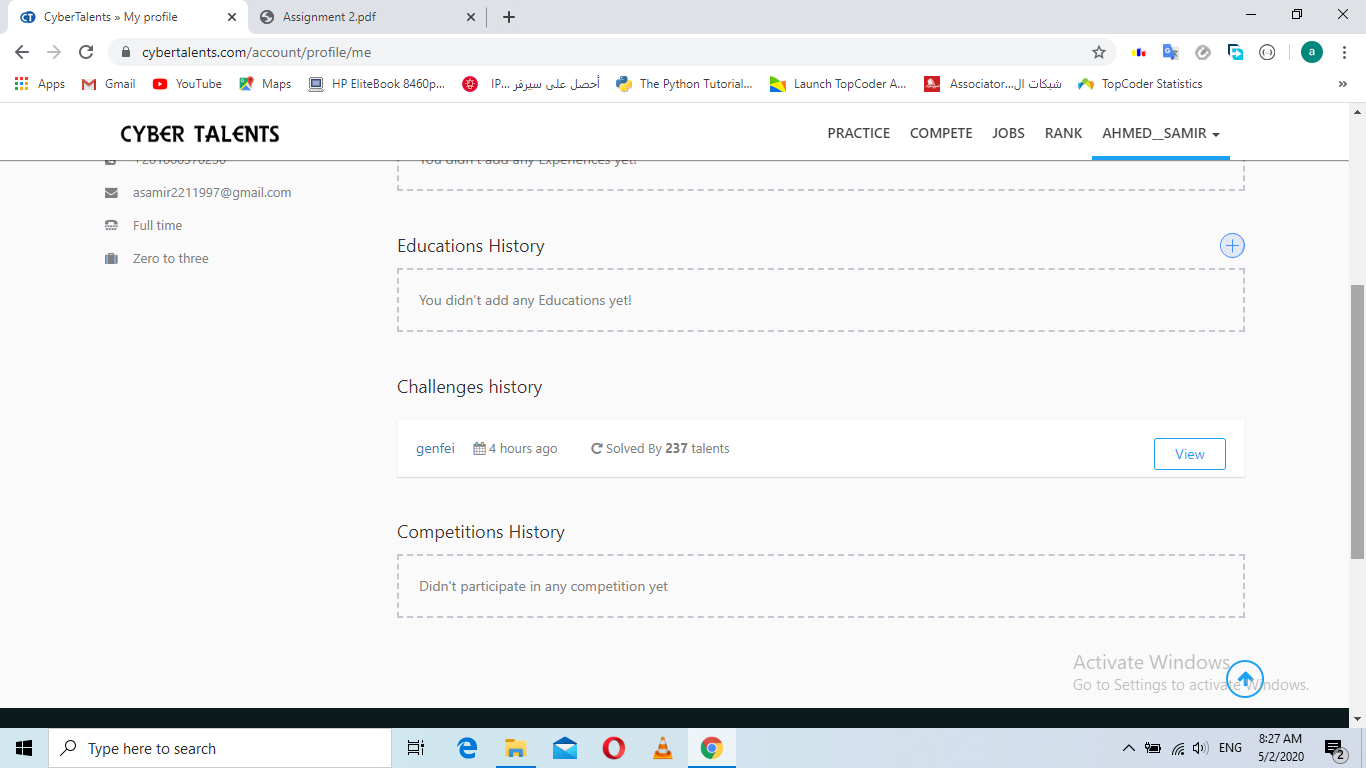 CyberTalents » My profile
Assignment 2.pdf
cybertalents.com/account/profile/me
a
Apps
Gmail
YouTube
Maps
HP EliteBook 8460p...
أحصل على سيرفر ...IP
The Python Tutorial...
Launch TopCoder A...
شبكات ال...Associator
TopCoder Statistics
»
CYBER TALENTS
PRACTICE COMPETE JOBS RANK AHMED__SAMIR
You didn't add any Experiences yet!
asamir2211997@gmail.com
Full time
Zero to three
Educations History
You didn't add any Educations yet!
Challenges history
genfei 4 hours ago Solved By 237 talents
View
Competitions History
Didn't participate in any competition yet
Activate Windows
Go to Settings to activate Windows.
Type here to search
ENG
8:27 AM
5/2/2020
2